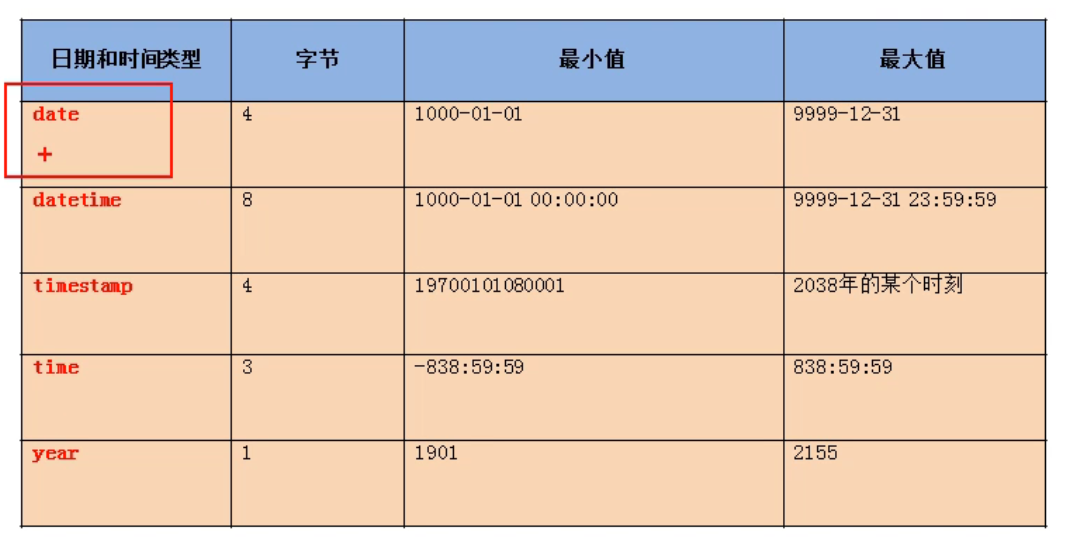 日期和时间类型 字节 最小值 最大值
date 4 1000-01-01 9999-12-31
+
datetime 8 1000-01-01 00:00:00 9999-12-31 23:59:59
timestamp 4 19700101080001 2038年的某个时刻
time 3 -838:59:59 838:59:59
year 1 1901 2155